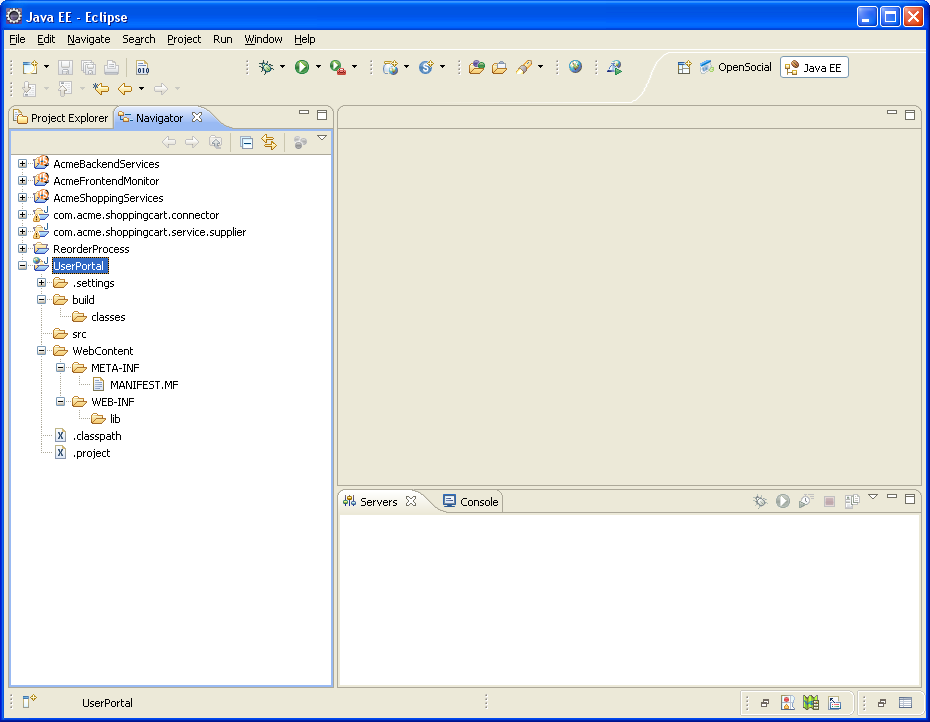 Java EE - Eclipse
File Edit Navigate Search Project Run Window Help
010
OpenSocial
Java EE
Project Explorer
Navigator
AcmeBackendServices
AcmeFrontendMonitor
AcmeShoppingServices
com.acme.shoppingcart.connector
com.acme.shoppingcart.service.supplier
ReorderProcess
UserPortal
.settings
build
classes
src
WebContent
META-INF
MANIFEST.MF
WEB-INF
lib
.classpath
.project
Servers
Console
UserPortal